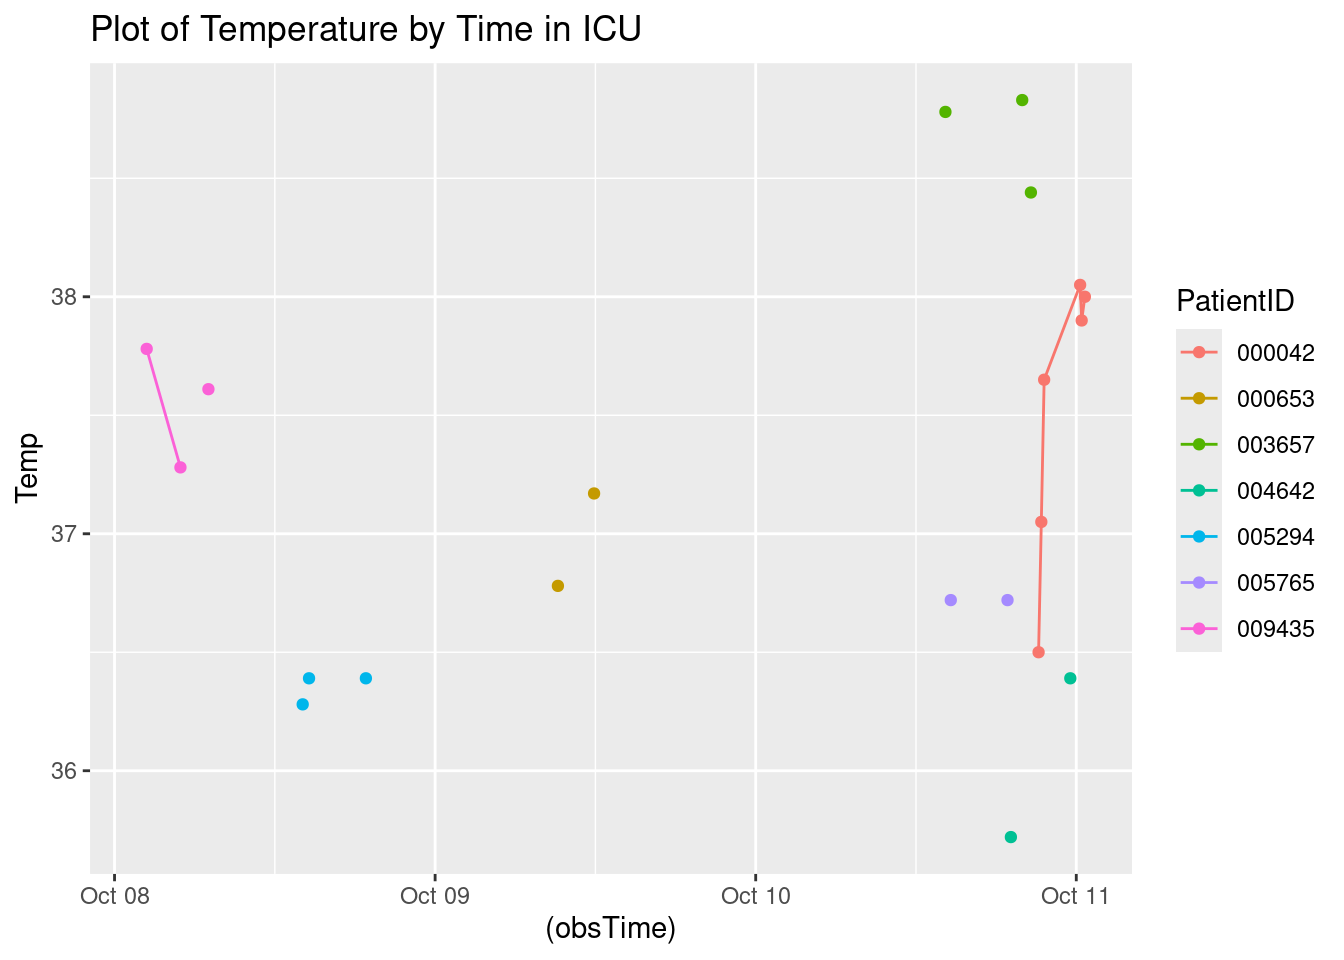 Plot of Temperature by Time in ICU
Temp
38
37
36
Oct 08
Oct 09
Oct 10
Oct 11
(obsTime)
PatientID
000042
000653
003657
004642
005294
005765
009435